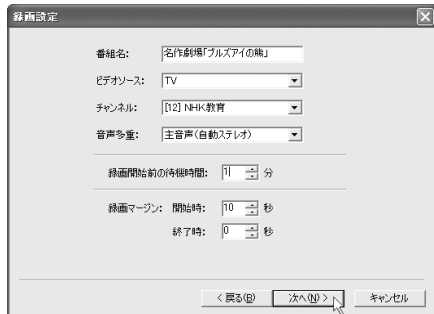 録画設定
番組名: 名作劇場「ブルズアイの熊」
ビデオソース: TV
チャンネル: [12] NHK教育
音声多重: 主音声(自動ステレオ)
録画開始前の待機時間: 1 分
録画マージン: 開始時: 10 秒
終了時: 0 秒
< 戻る(B) 次へ(N) > キャンセル